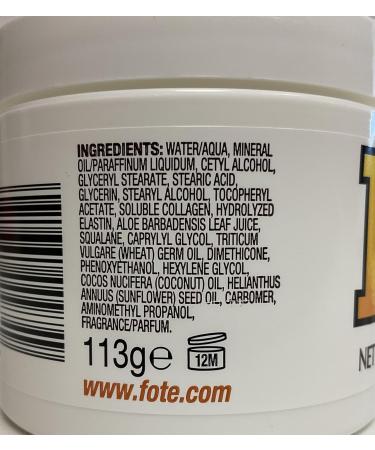 INGREDIENTS: WATER/AQUA, MINERAL
OIL/PARAFFINUM LIQUIDUM, CETYL ALCOHOL,
GLYCERYL STEARATE, STEARIC ACID,
GLYCERIN, STEARYL ALCOHOL, TOCOPHERYL
ACETATE, SOLUBLE COLLAGEN, HYDROLYZED
ELASTIN, ALOE BARBADENSIS LEAF JUICE,
SQUALANE, CAPRYLYL GLYCOL, TRITICUM
VULGARE (WHEAT) GERM OIL, DIMETHICONE,
PHENOXYETHANOL, HEXYLENE GLYCOL,
COCOS NUCIFERA (COCONUT) OIL, HELIANTHUS
ANNUUS (SUNFLOWER) SEED OIL, CARBOMER,
AMINOMETHYL PROPANOL,
FRAGRANCE/PARFUM.
113g℮ 12M
www.fote.com
NET